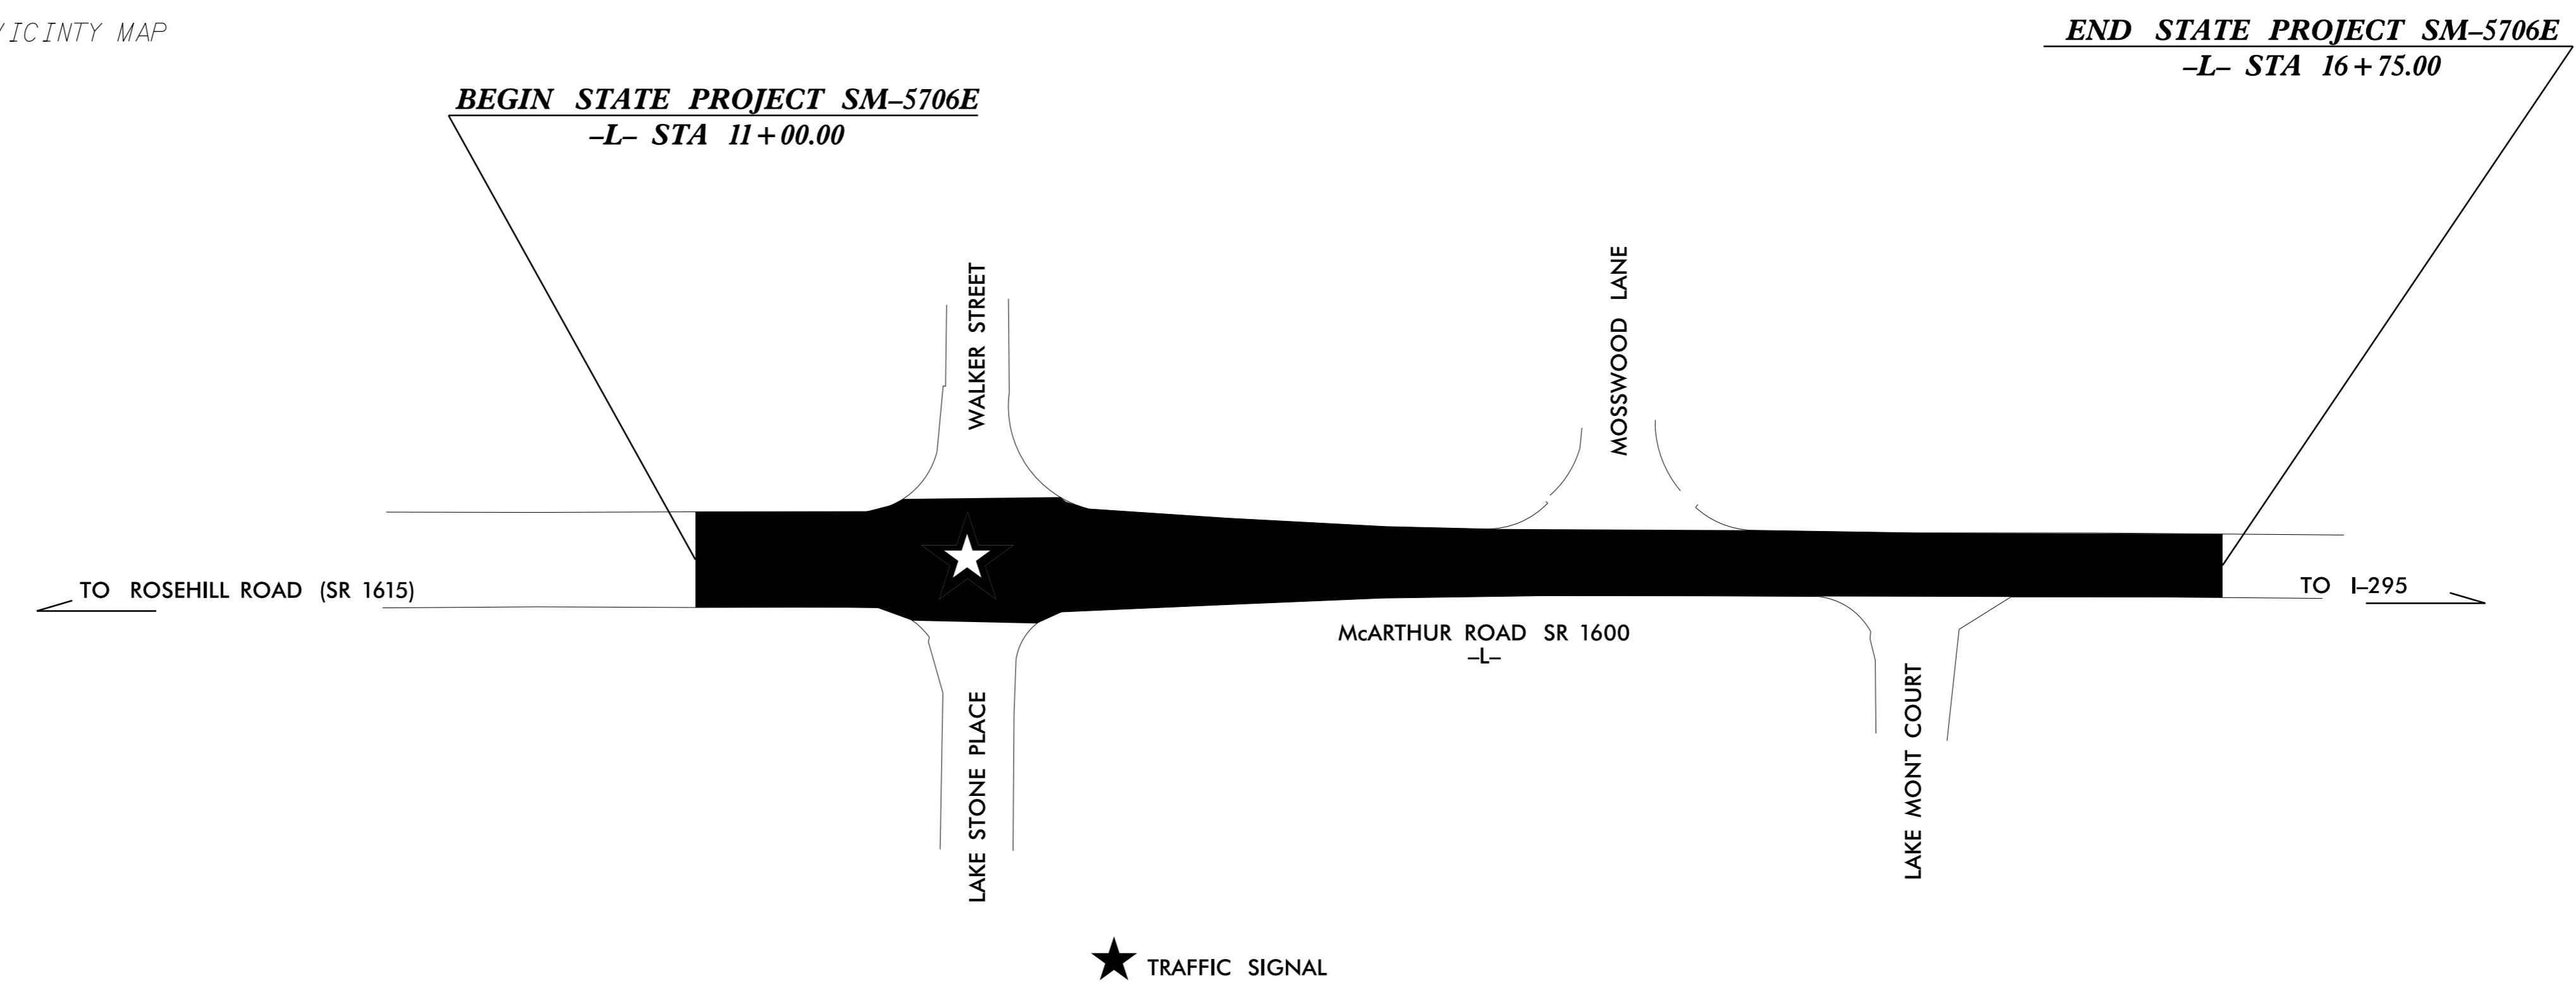 VICINTY MAP
END STATE PROJECT SM–5706E
–L– STA 16+75.00
BEGIN STATE PROJECT SM–5706E
–L– STA 11+00.00
WALKER STREET
MOSSWOOD LANE
TO ROSEHILL ROAD (SR 1615)
TO I–295
McARTHUR ROAD SR 1600
–L–
LAKE STONE PLACE
LAKE MONT COURT
TRAFFIC SIGNAL